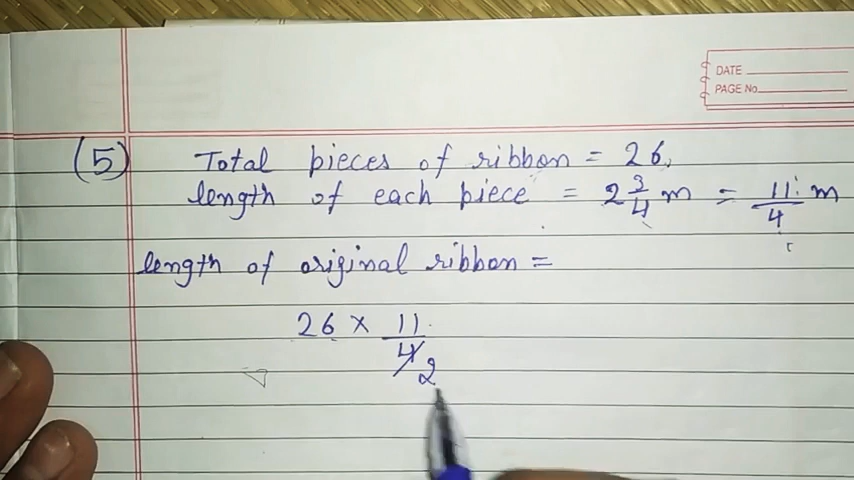 DATE
PAGE No.
(5) Total pieces of ribbon = 26,
length of each piece = 2 3/4 m = 11/4 m
length of original ribbon =
26 × 11/4 2